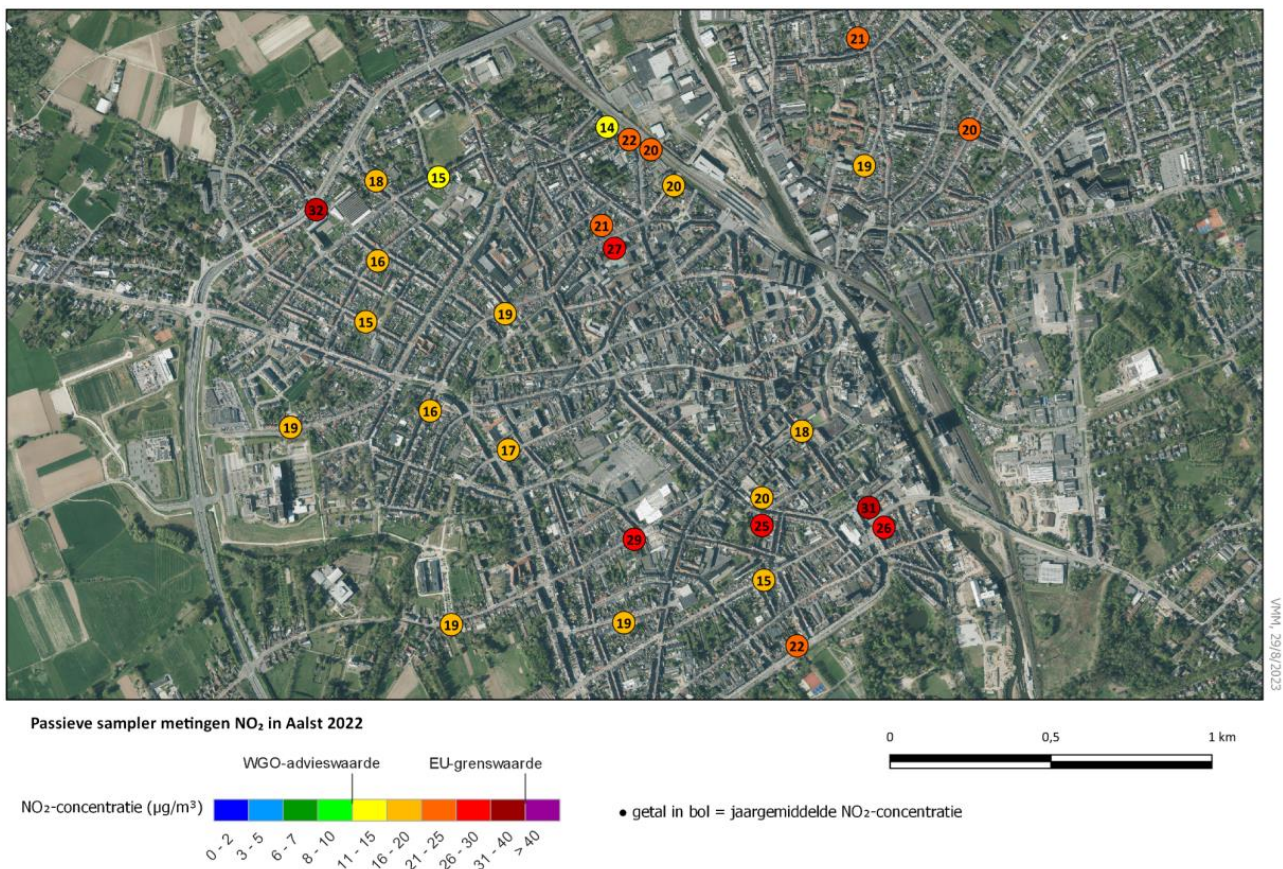 21
14
22
20
20
19
18
15
20
32
21
27
16
19
15
16
19
18
17
20
31
25
26
29
15
19
19
22
VMM, 29/8/2023
Passieve sampler metingen NO₂ in Aalst 2022
WGO-advieswaarde
EU-grenswaarde
NO₂-concentratie (µg/m³)
0 - 2
3 - 5
6 - 7
8 - 10
11 - 15
16 - 20
21 - 25
26 - 30
31 - 40
> 40
0
0,5
1 km
● getal in bol = jaargemiddelde NO₂-concentratie